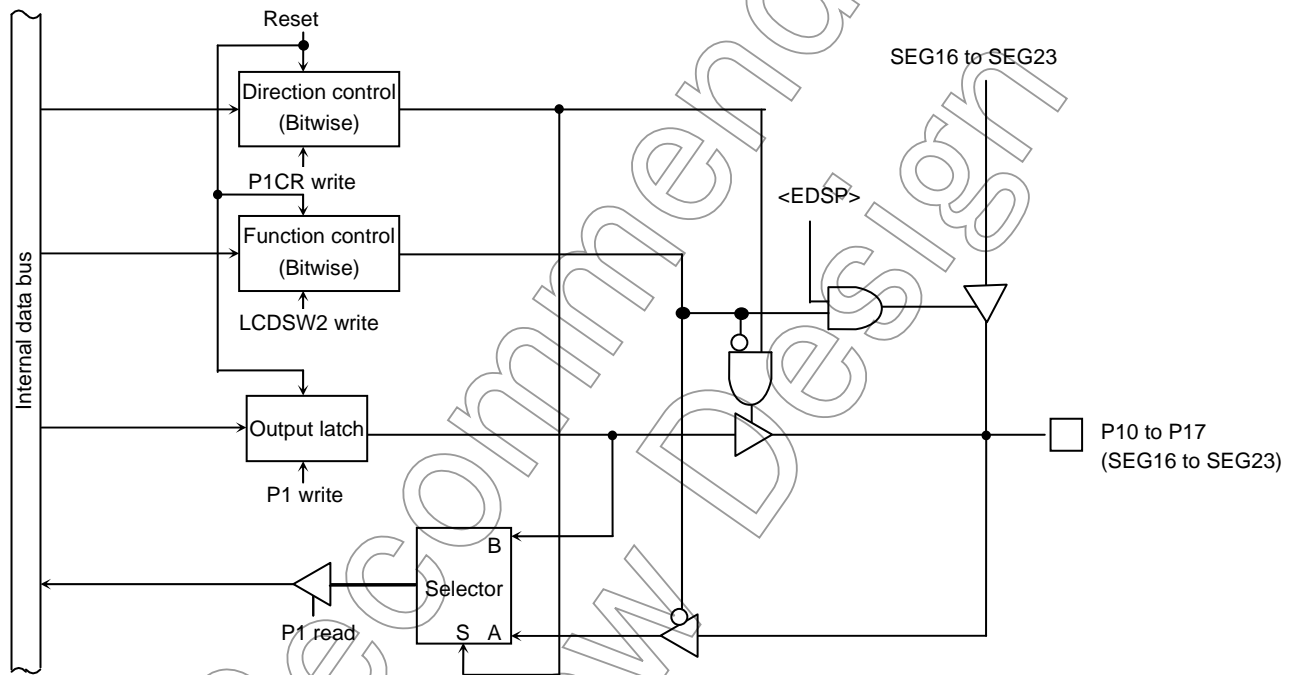 Reset
SEG16 to SEG23
Direction control
(Bitwise)
P1CR write
<EDSP>
Function control
(Bitwise)
LCDSW2 write
Internal data bus
Output latch
P10 to P17
(SEG16 to SEG23)
P1 write
B
Selector
S A
P1 read